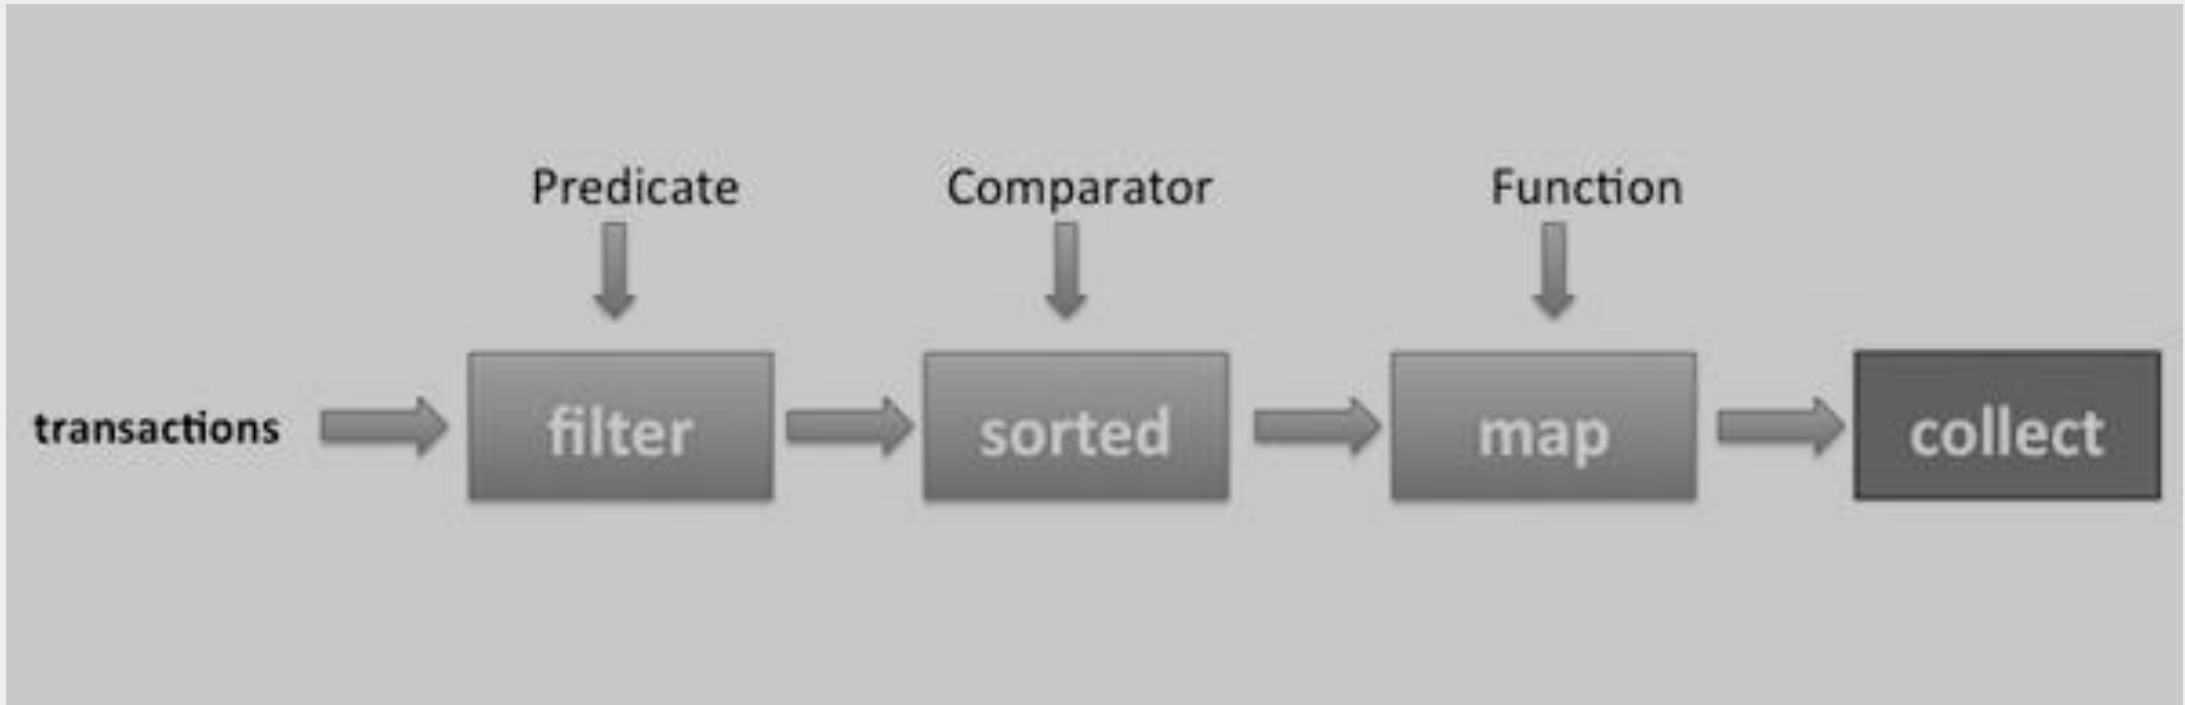 Predicate
Comparator
Function
transactions
filter
sorted
map
collect